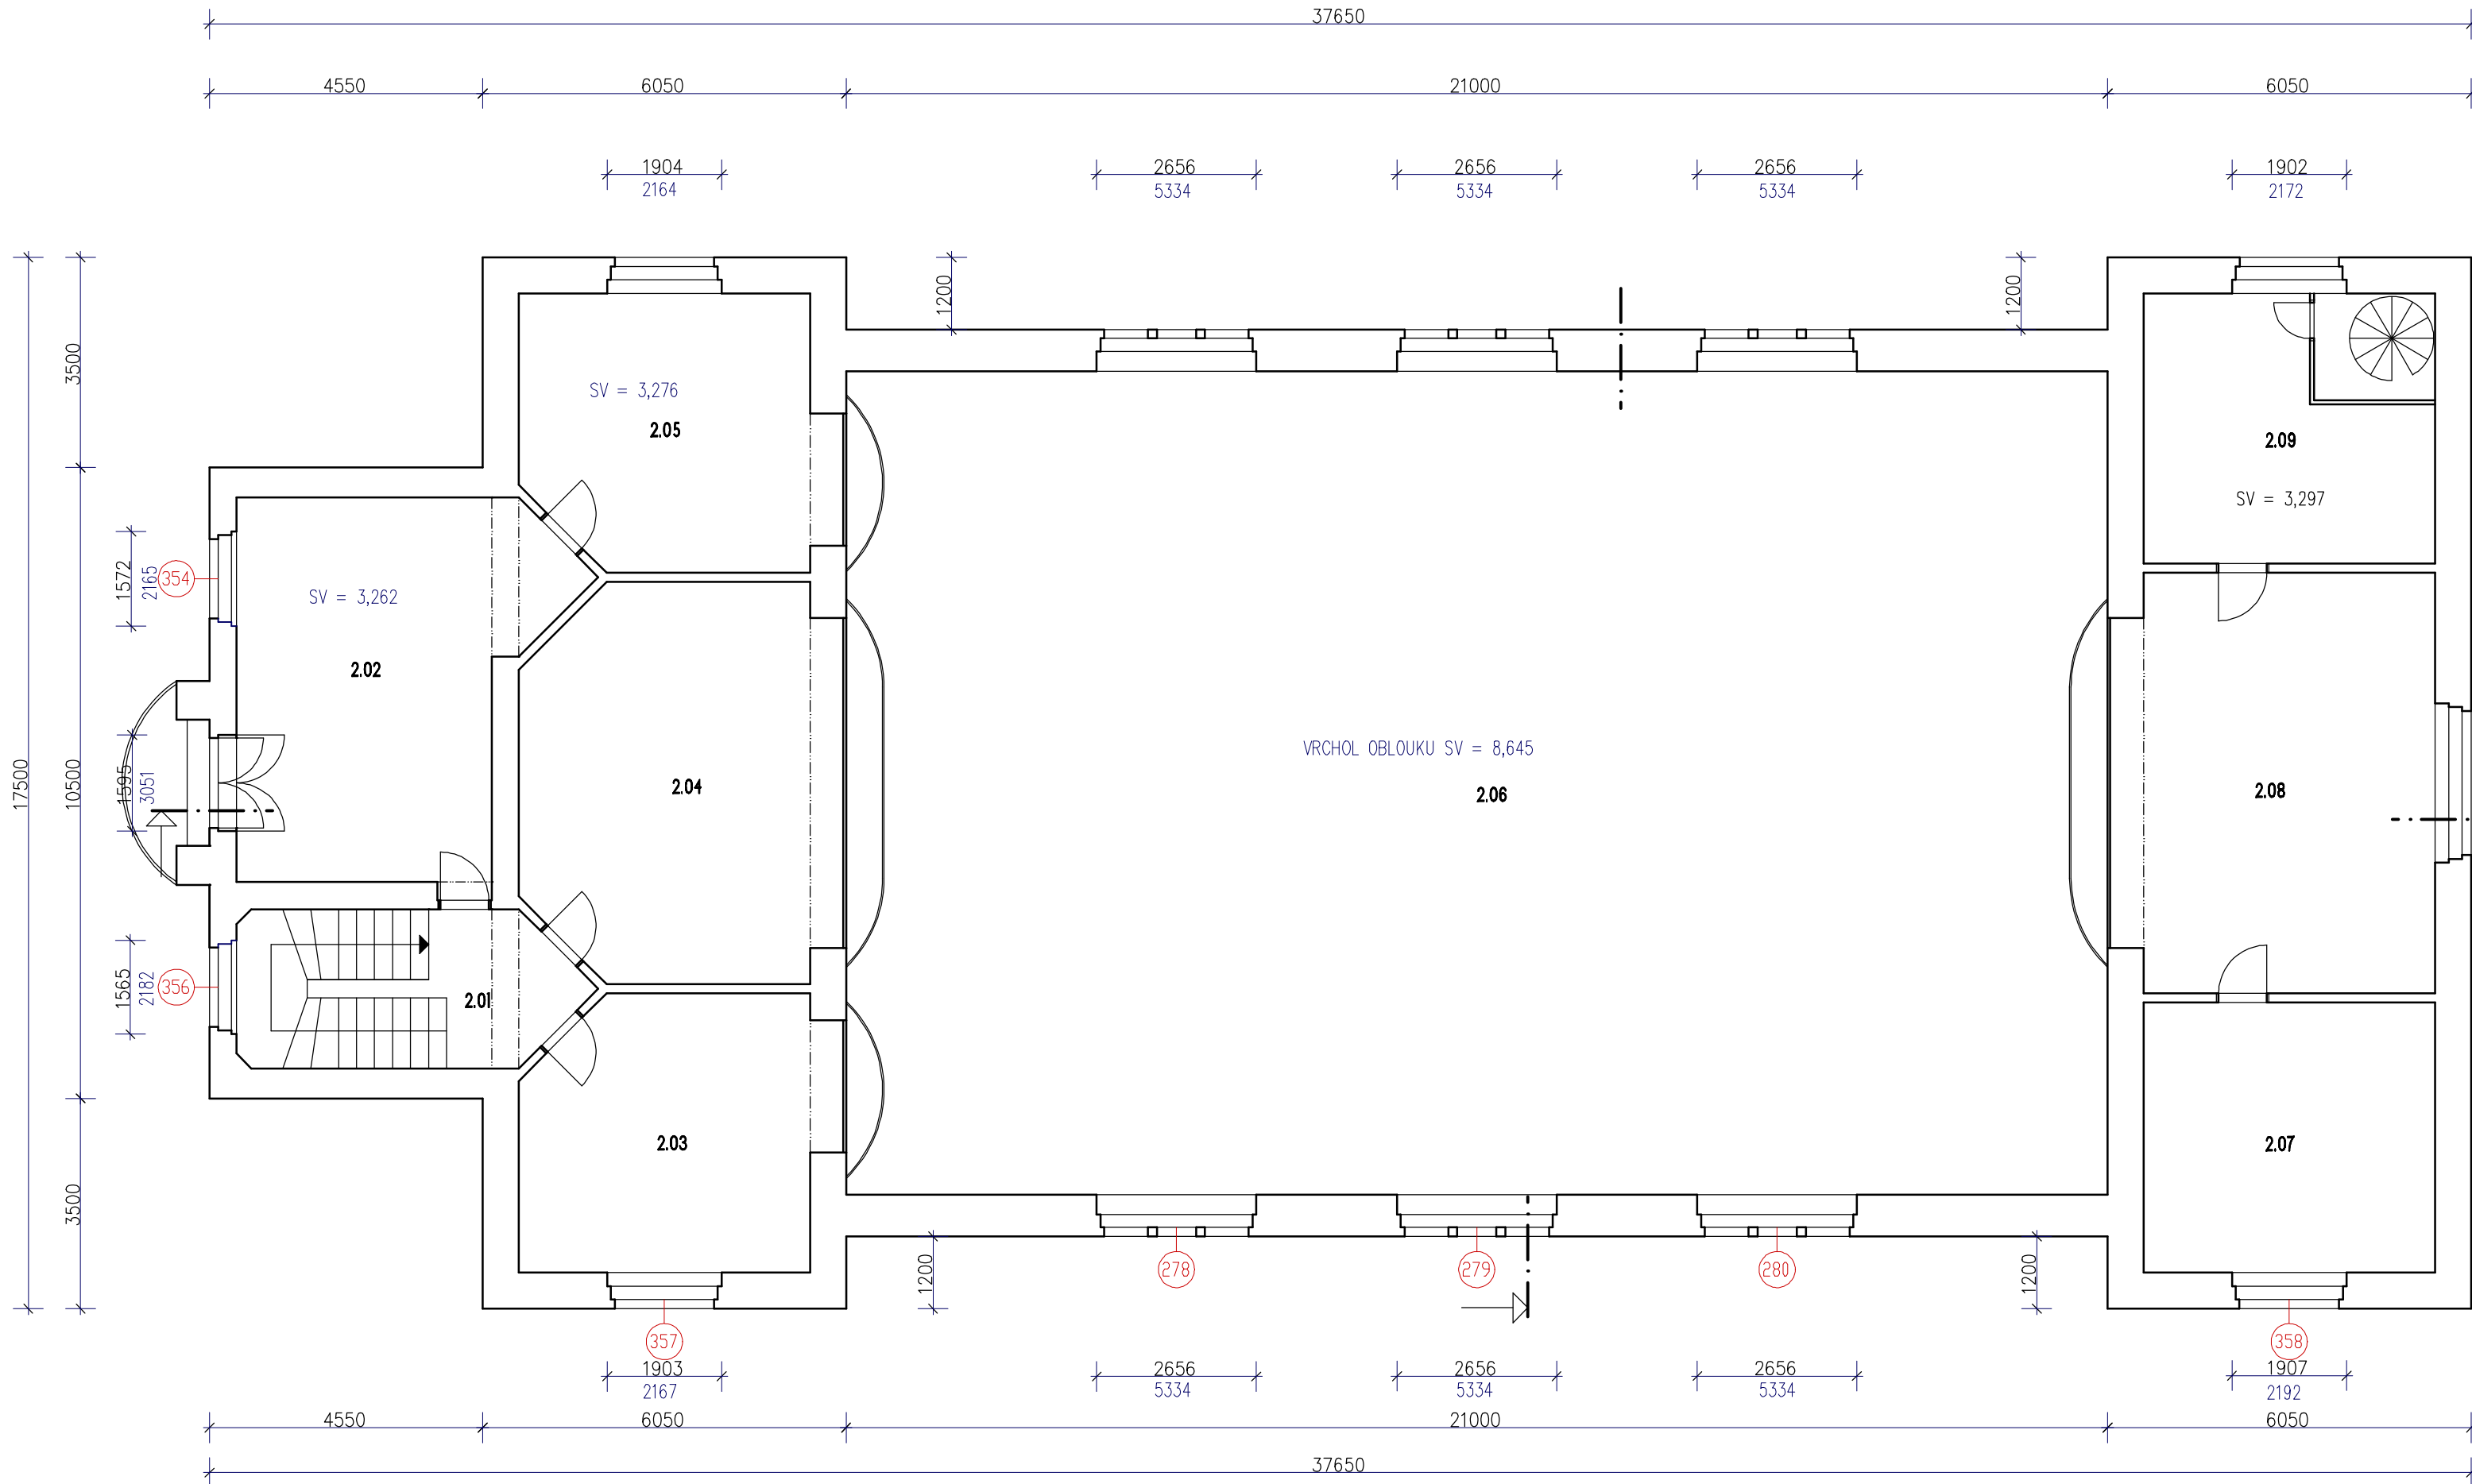 37650
4550 6050 21000 6050
1904 2656 2656 2656 1902
2164 5334 5334 5334 2172
1200 1200
3500
SV = 3,276
2.05
2.09
SV = 3,297
1572
2165
354
SV = 3,262
2.02
17500
10500
1595
3051
VRCHOL OBLOUKU SV = 8,645
2.04
2.06
2.08
1565
2182
356
2.01
2.03
2.07
3500
1200 1200
278 279 280
357 358
1903 2656 2656 2656 1907
2167 5334 5334 5334 2192
4550 6050 21000 6050
37650